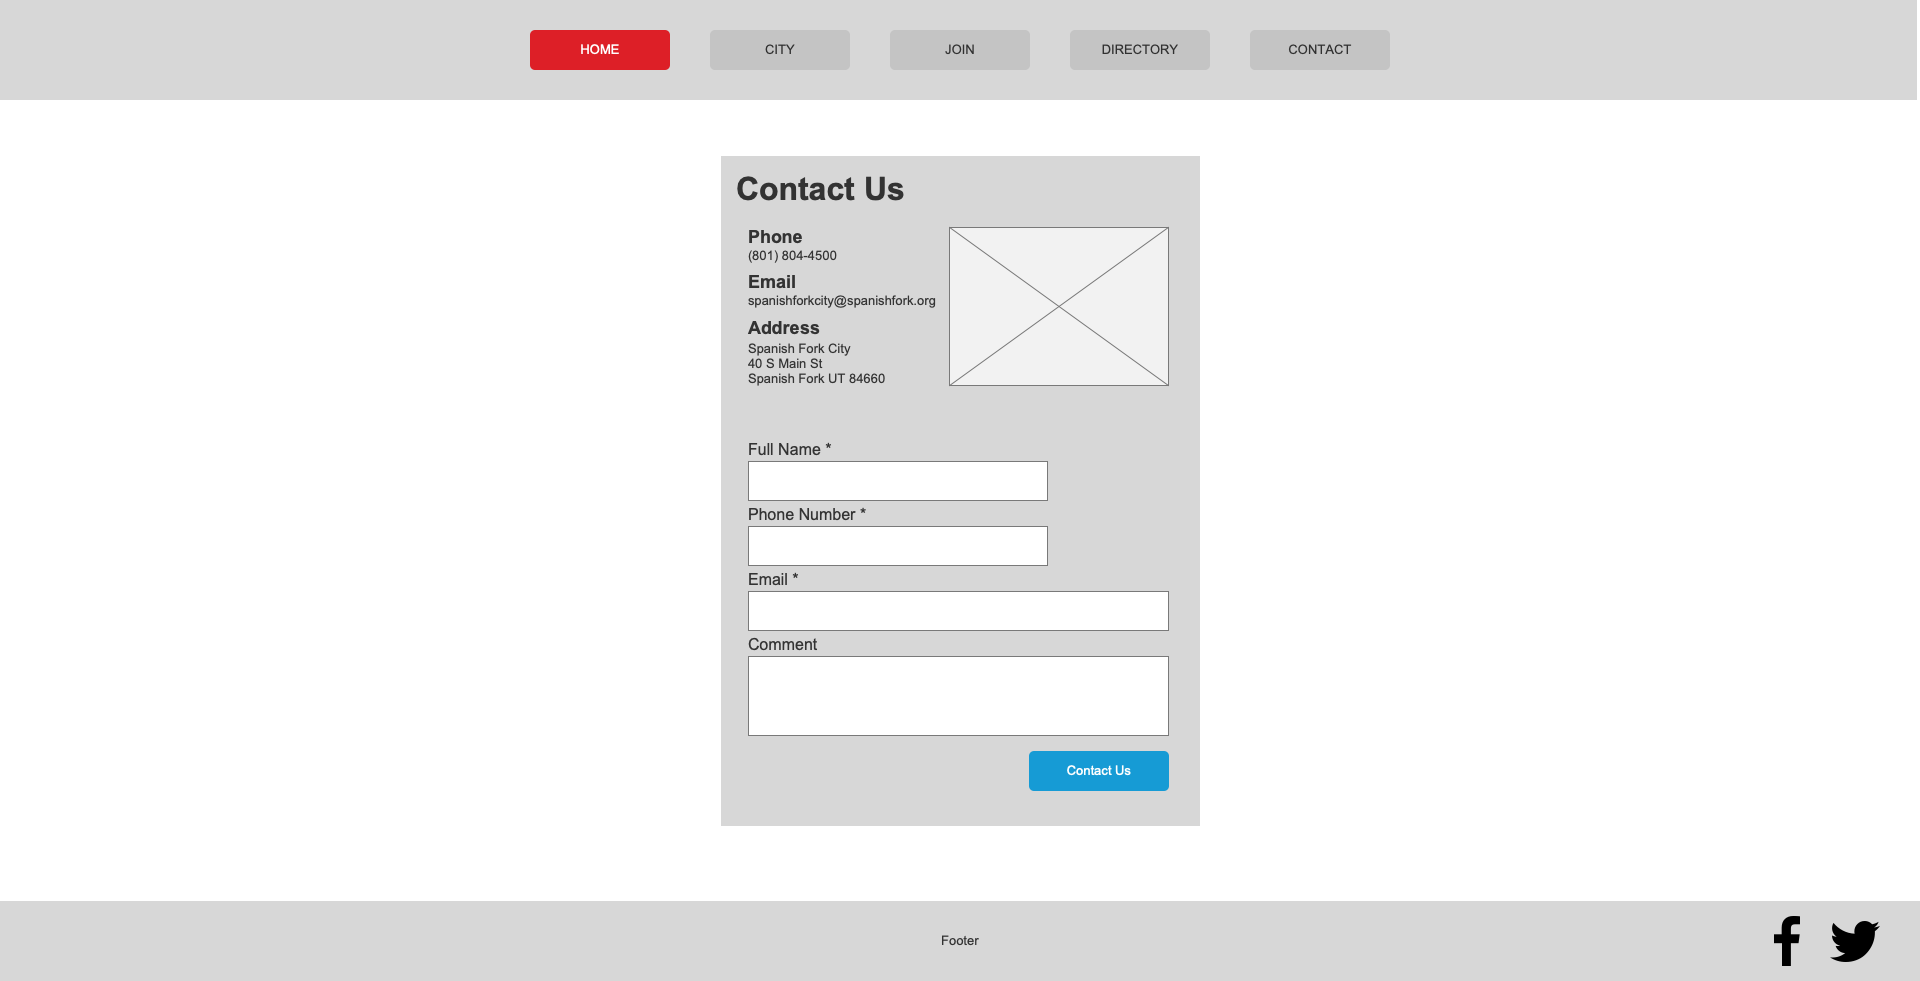 HOME
CITY
JOIN
DIRECTORY
CONTACT
Contact Us
Phone
(801) 804-4500
Email
spanishforkcity@spanishfork.org
Address
Spanish Fork City
40 S Main St
Spanish Fork UT 84660
Full Name *
Phone Number *
Email *
Comment
Contact Us
Footer